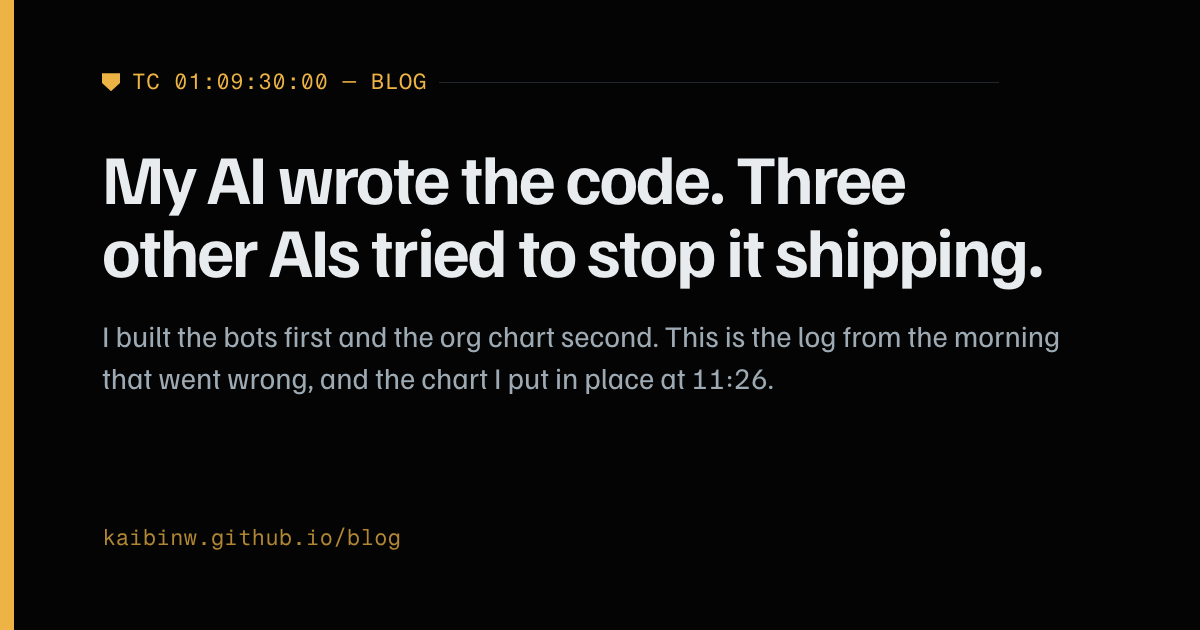 TC 01:09:30:00 — BLOG
My AI wrote the code. Three
other AIs tried to stop it shipping.
I built the bots first and the org chart second. This is the log from the morning
that went wrong, and the chart I put in place at 11:26.
kaibinw.github.io/blog